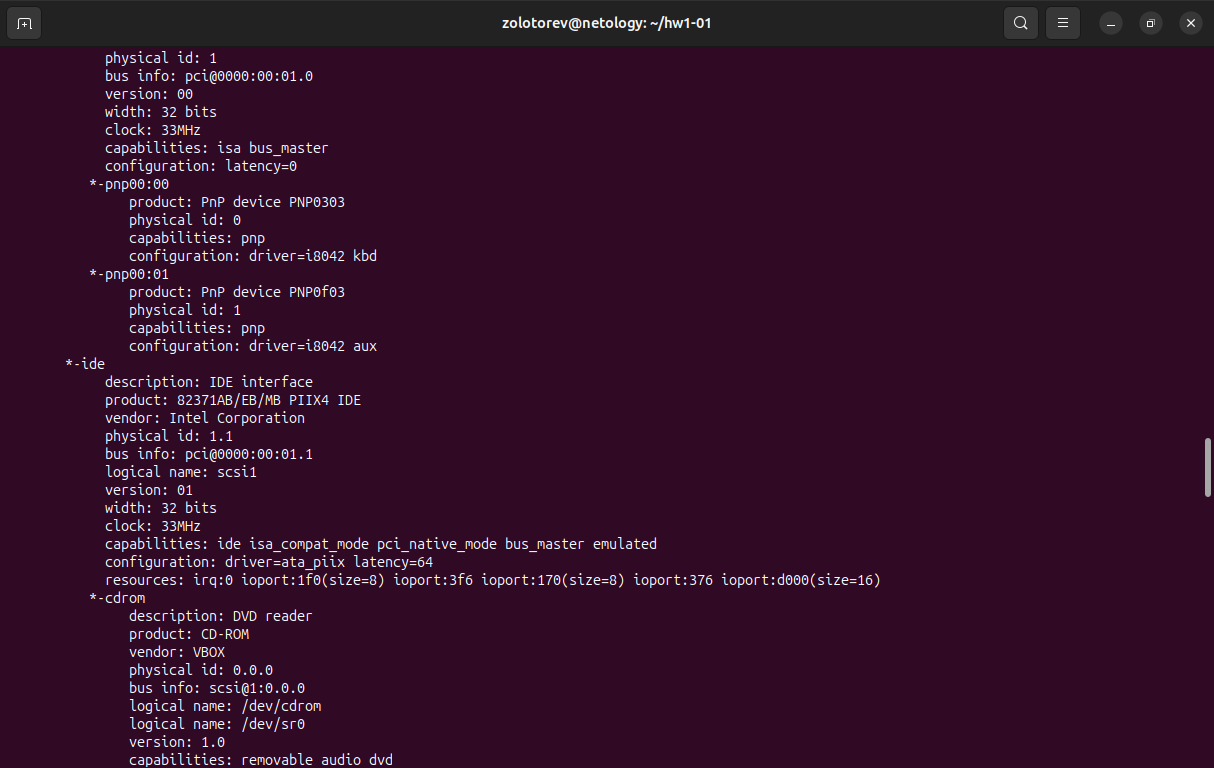 zolotorev@netology: ~/hw1-01
physical id: 1
bus info: pci@0000:00:01.0
version: 00
width: 32 bits
clock: 33MHz
capabilities: isa bus_master
configuration: latency=0
*-pnp00:00
product: PnP device PNP0303
physical id: 0
capabilities: pnp
configuration: driver=i8042 kbd
*-pnp00:01
product: PnP device PNP0f03
physical id: 1
capabilities: pnp
configuration: driver=i8042 aux
*-ide
description: IDE interface
product: 82371AB/EB/MB PIIX4 IDE
vendor: Intel Corporation
physical id: 1.1
bus info: pci@0000:00:01.1
logical name: scsi1
version: 01
width: 32 bits
clock: 33MHz
capabilities: ide isa_compat_mode pci_native_mode bus_master emulated
configuration: driver=ata_piix latency=64
resources: irq:0 ioport:1f0(size=8) ioport:3f6 ioport:170(size=8) ioport:376 ioport:d000(size=16)
*-cdrom
description: DVD reader
product: CD-ROM
vendor: VBOX
physical id: 0.0.0
bus info: scsi@1:0.0.0
logical name: /dev/cdrom
logical name: /dev/sr0
version: 1.0
capabilities: removable audio dvd